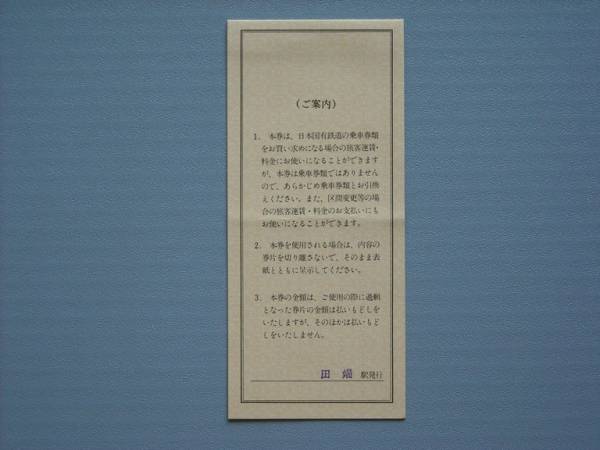 (ご案内)
1. 本券は、日本国有鉄道の乗車券類
をお買い求めになる場合の旅客運賃・
料金にお使いになることができます
が、本券は乗車券類ではありません
ので、あらかじめ乗車券類とお引換
えください。また、区間変更等の場
合の旅客運賃・料金のお支払いにも
お使いになることができます。
2. 本券を使用される場合は、内容の
券片を切り離さないで、そのまま表
紙とともに呈示してください。
3. 本券の金額は、ご使用の際に過剰
となった券片の金額は払いもどしを
いたしますが、そのほかは払いもど
しをいたしません。
田端 駅発行